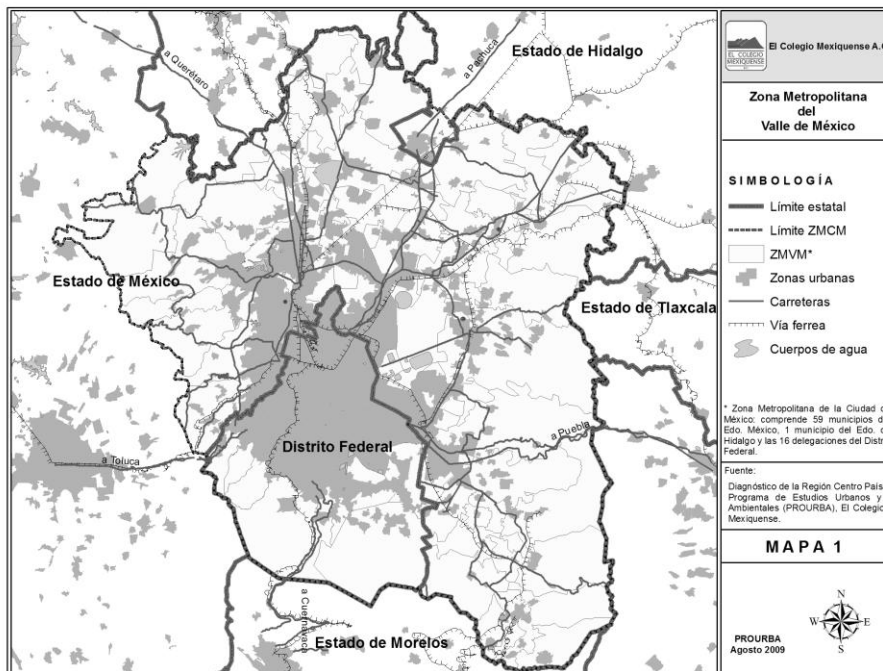 Estado de Hidalgo
a Pachuca
a Querétaro
Estado de México
Estado de Tlaxcala
Distrito Federal
a Puebla
a Toluca
a Cuernavaca
Estado de Morelos
EL COLEGIO
MEXIQUENSE
El Colegio Mexiquense A.C
Zona Metropolitana
del
Valle de México
SIMBOLOGÍA
Límite estatal
Límite ZMCM
ZMVM*
Zonas urbanas
Carreteras
Vía ferrea
Cuerpos de agua
* Zona Metropolitana de la Ciudad d
México: comprende 59 municipios d
Edo. México, 1 municipio del Edo. d
Hidalgo y las 16 delegaciones del Distri
Federal.
Fuente:
Diagnóstico de la Región Centro País
Programa de Estudios Urbanos y
Ambientales (PROURBA), El Colegio
Mexiquense.
MAPA 1
N
W E
S
PROURBA
Agosto 2009